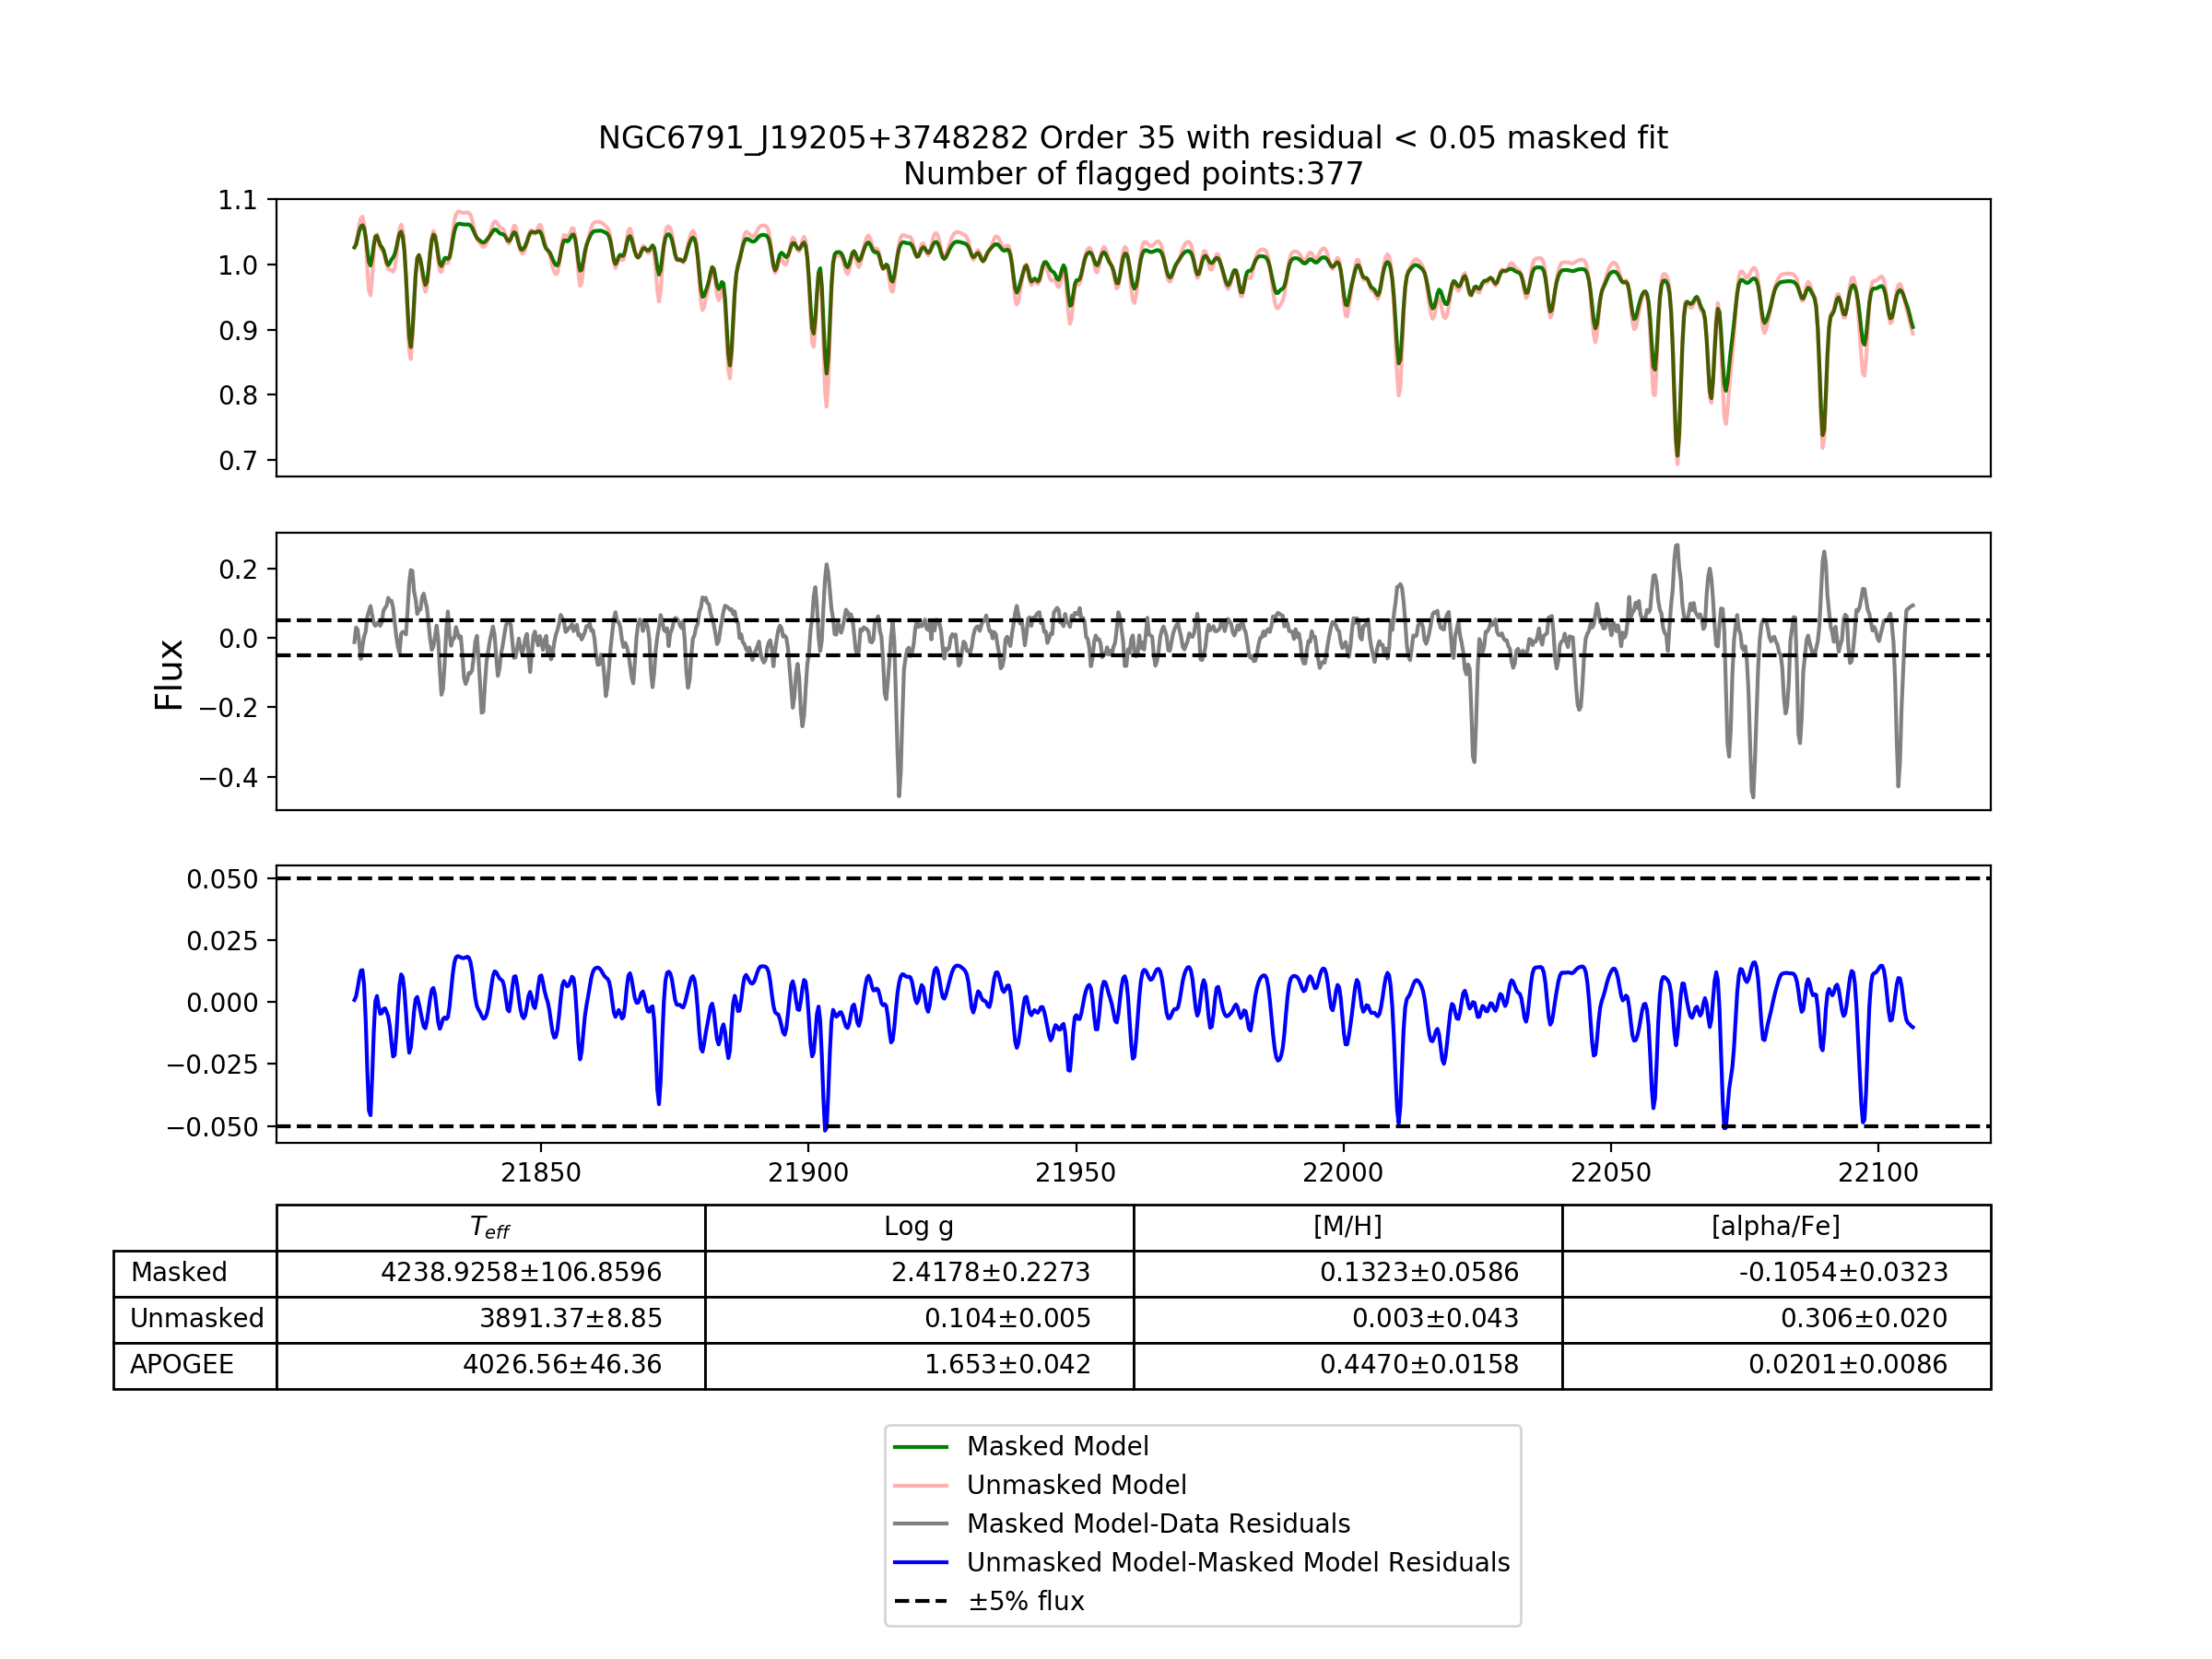 NGC6791_J19205+3748282 Order 35 with residual < 0.05 masked fit
Number of flagged points:377
1.1
1.0
0.9
0.8
0.7
Flux
0.2
0.0
−0.2
−0.4
0.050
0.025
0.000
−0.025
−0.050
21850 21900 21950 22000 22050 22100
T_eff Log g [M/H] [alpha/Fe]
Masked 4238.9258±106.8596 2.4178±0.2273 0.1323±0.0586 -0.1054±0.0323
Unmasked 3891.37±8.85 0.104±0.005 0.003±0.043 0.306±0.020
APOGEE 4026.56±46.36 1.653±0.042 0.4470±0.0158 0.0201±0.0086
Masked Model
Unmasked Model
Masked Model-Data Residuals
Unmasked Model-Masked Model Residuals
±5% flux